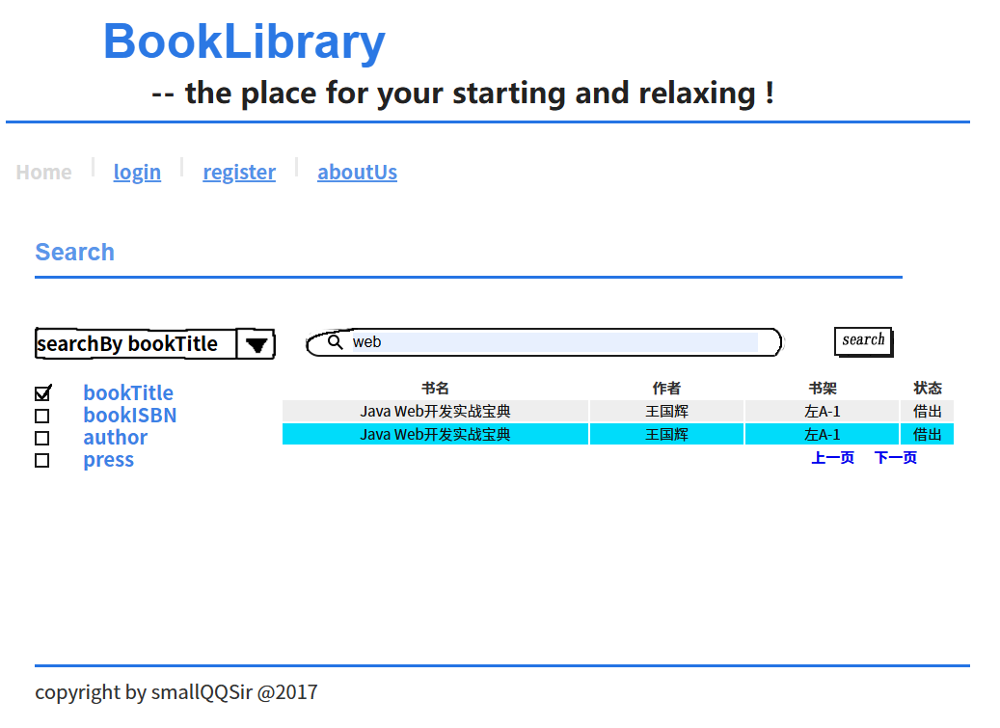 BookLibrary
-- the place for your starting and relaxing !
Home login register aboutUs
Search
searchBy bookTitle web search
书名 作者 书架 状态
bookTitle
Java Web开发实战宝典 王国辉 左A-1 借出
bookISBN
Java Web开发实战宝典 王国辉 左A-1 借出
author
上一页 下一页
press
copyright by smallQQSir @2017